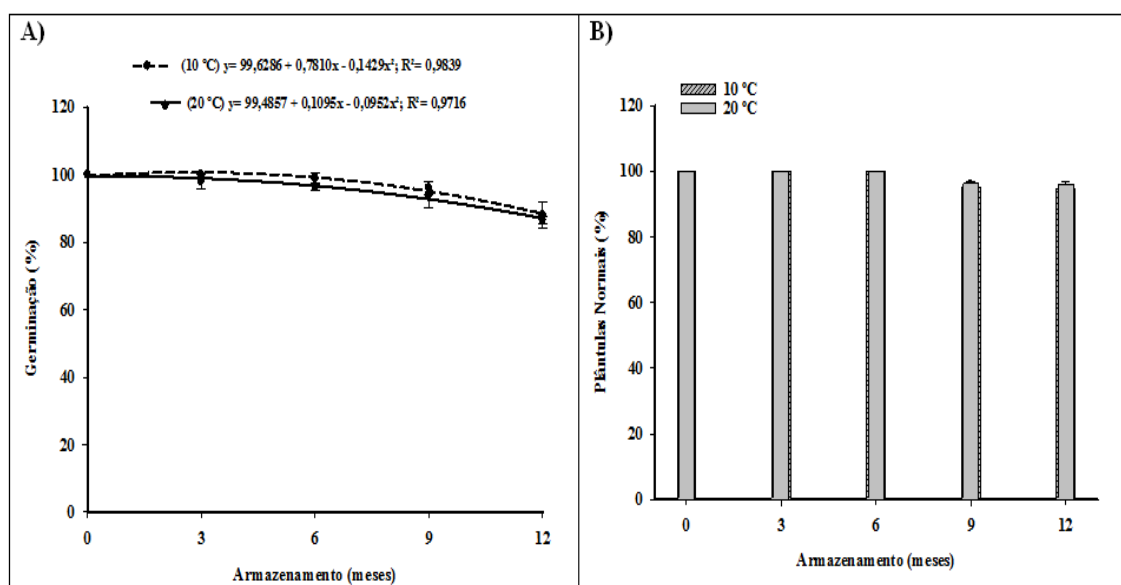 A)
(10 °C) y= 99,6286 + 0,7810x - 0,1429x²; R²= 0,9839
(20 °C) y= 99,4857 + 0,1095x - 0,0952x²; R²= 0,9716
120
100
80
60
40
20
0
Germinação (%)
0 3 6 9 12
Armazenamento (meses)
B)
10 °C
20 °C
120
100
80
60
40
20
0
Plântulas Normais (%)
0 3 6 9 12
Armazenamento (meses)